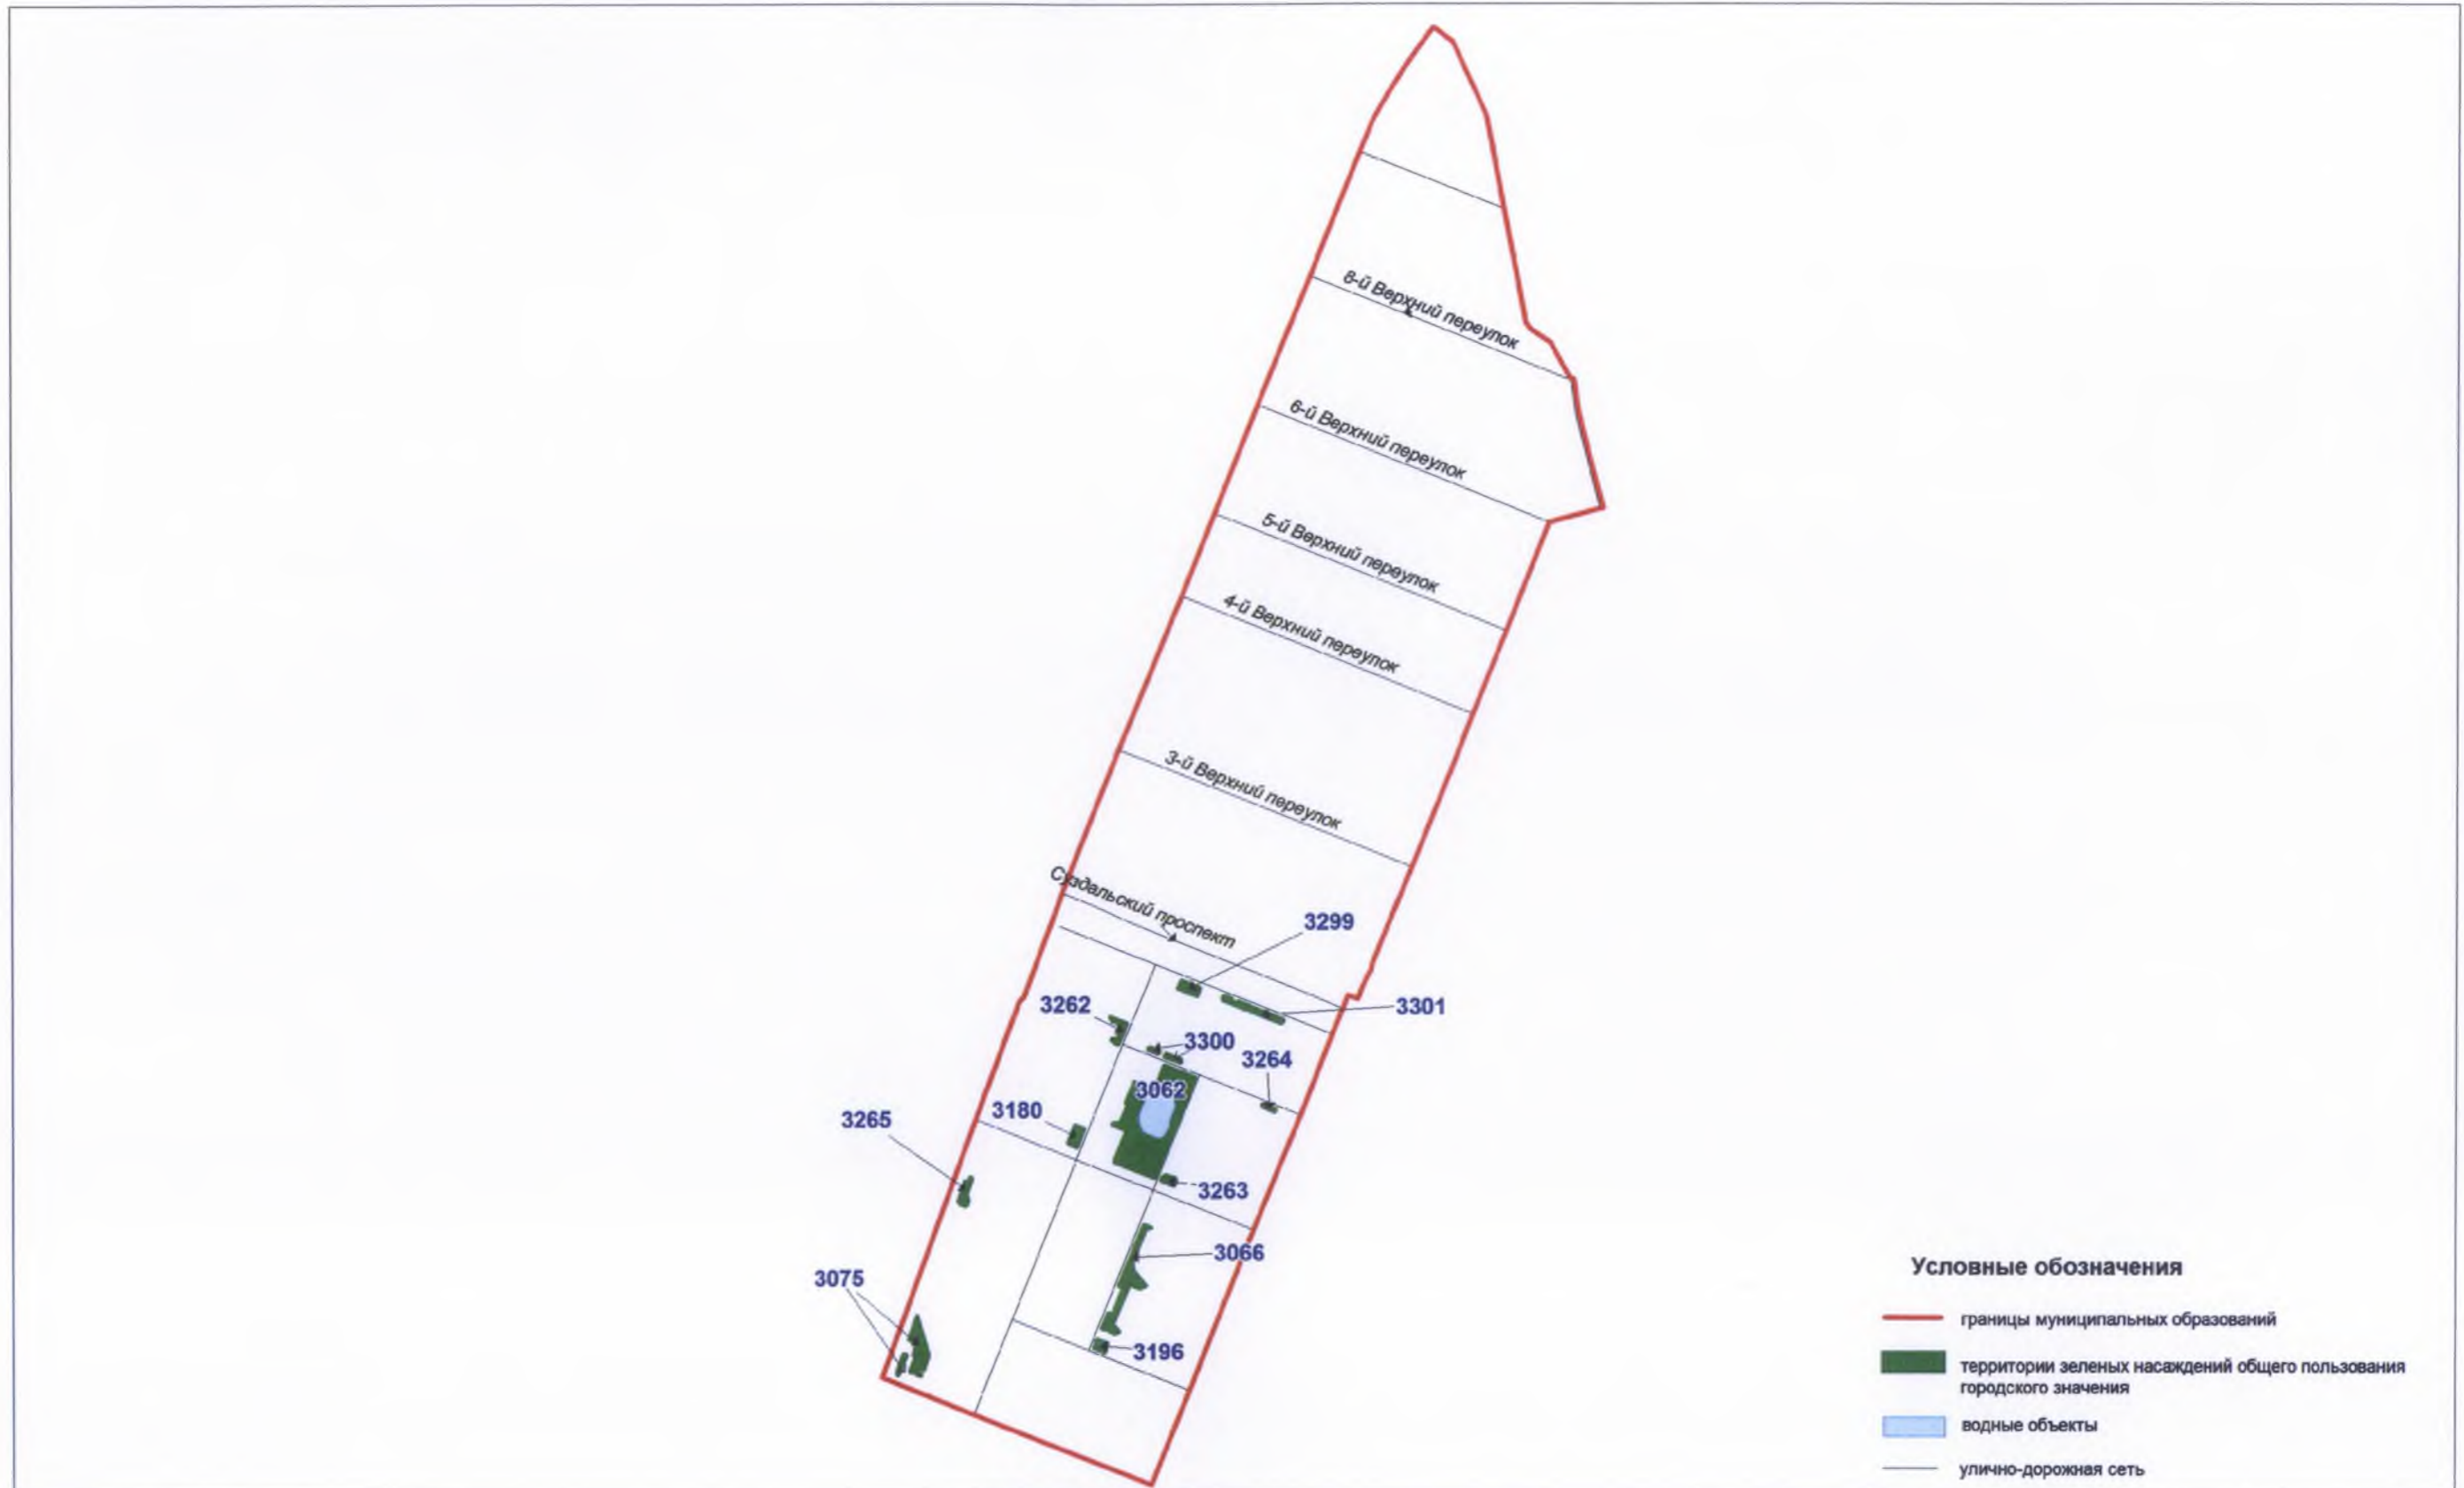 8-й Верхний переулок
6-й Верхний переулок
5-й Верхний переулок
4-й Верхний переулок
3-й Верхний переулок
Суздальский проспект
3299
3262
3301
3300
3264
3062
3180
3265
3263
3066
3075
3196
Условные обозначения
границы муниципальных образований
территории зеленых насаждений общего пользования
городского значения
водные объекты
улично-дорожная сеть